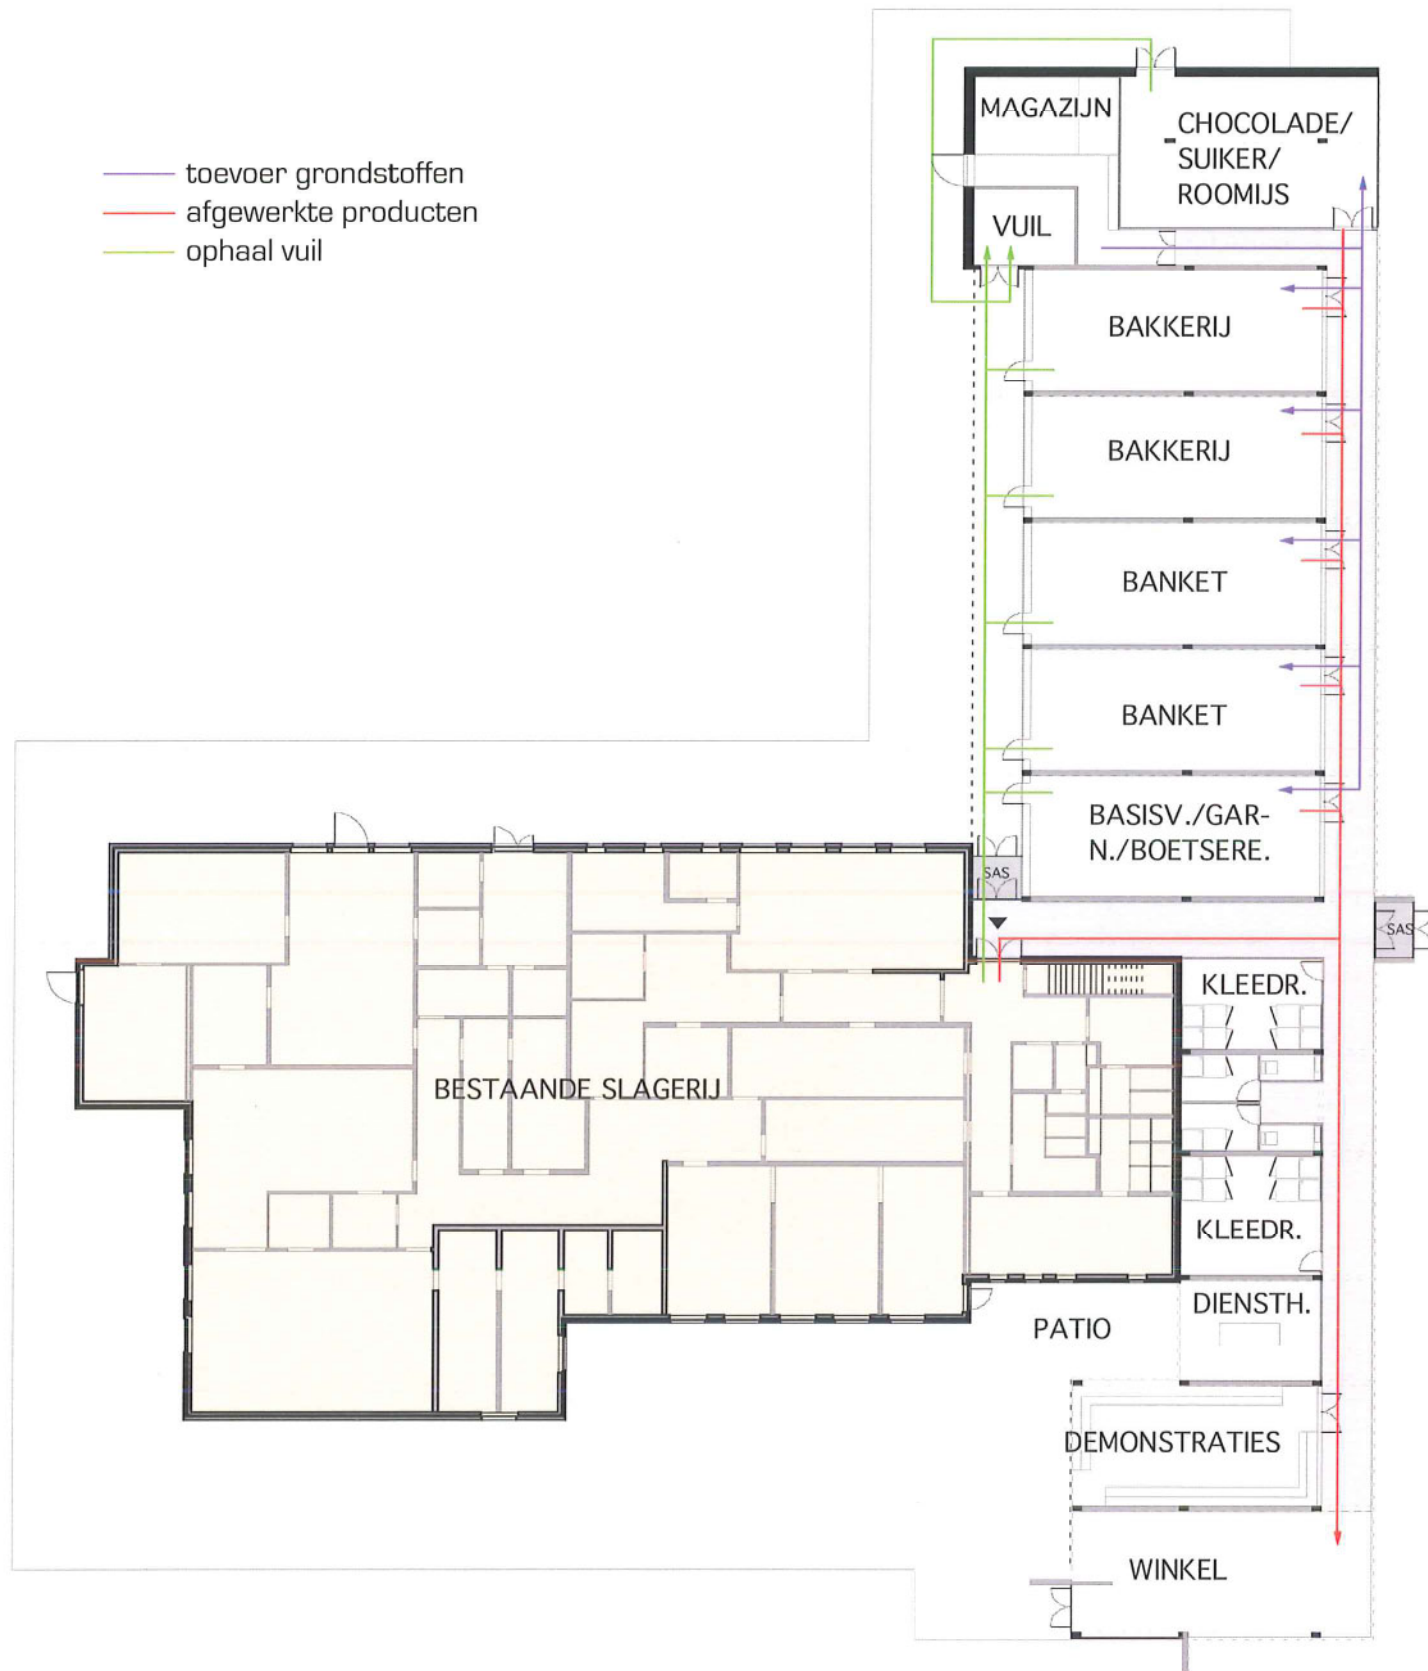 toevoer grondstoffen
afgewerkte producten
ophaal vuil
MAGAZIJN
CHOCOLADE/
SUIKER/
ROOMIJS
VUIL
BAKKERIJ
BAKKERIJ
BANKET
BANKET
BASISV./GAR-
N./BOETSERE.
SAS
SAS
KLEEDR.
BESTAANDE SLAGERIJ
KLEEDR.
DIENSTH.
PATIO
DEMONSTRATIES
WINKEL